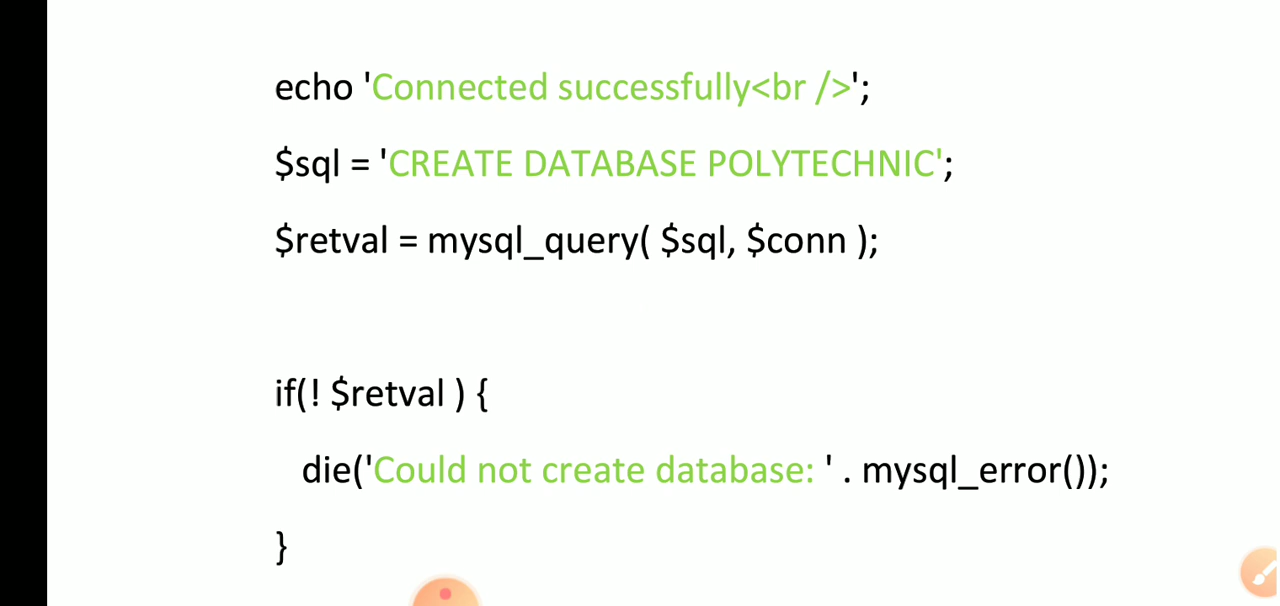 echo 'Connected successfully<br />';
$sql = 'CREATE DATABASE POLYTECHNIC';
$retval = mysql_query( $sql, $conn );
if(! $retval ) {
die('Could not create database: ' . mysql_error());
}